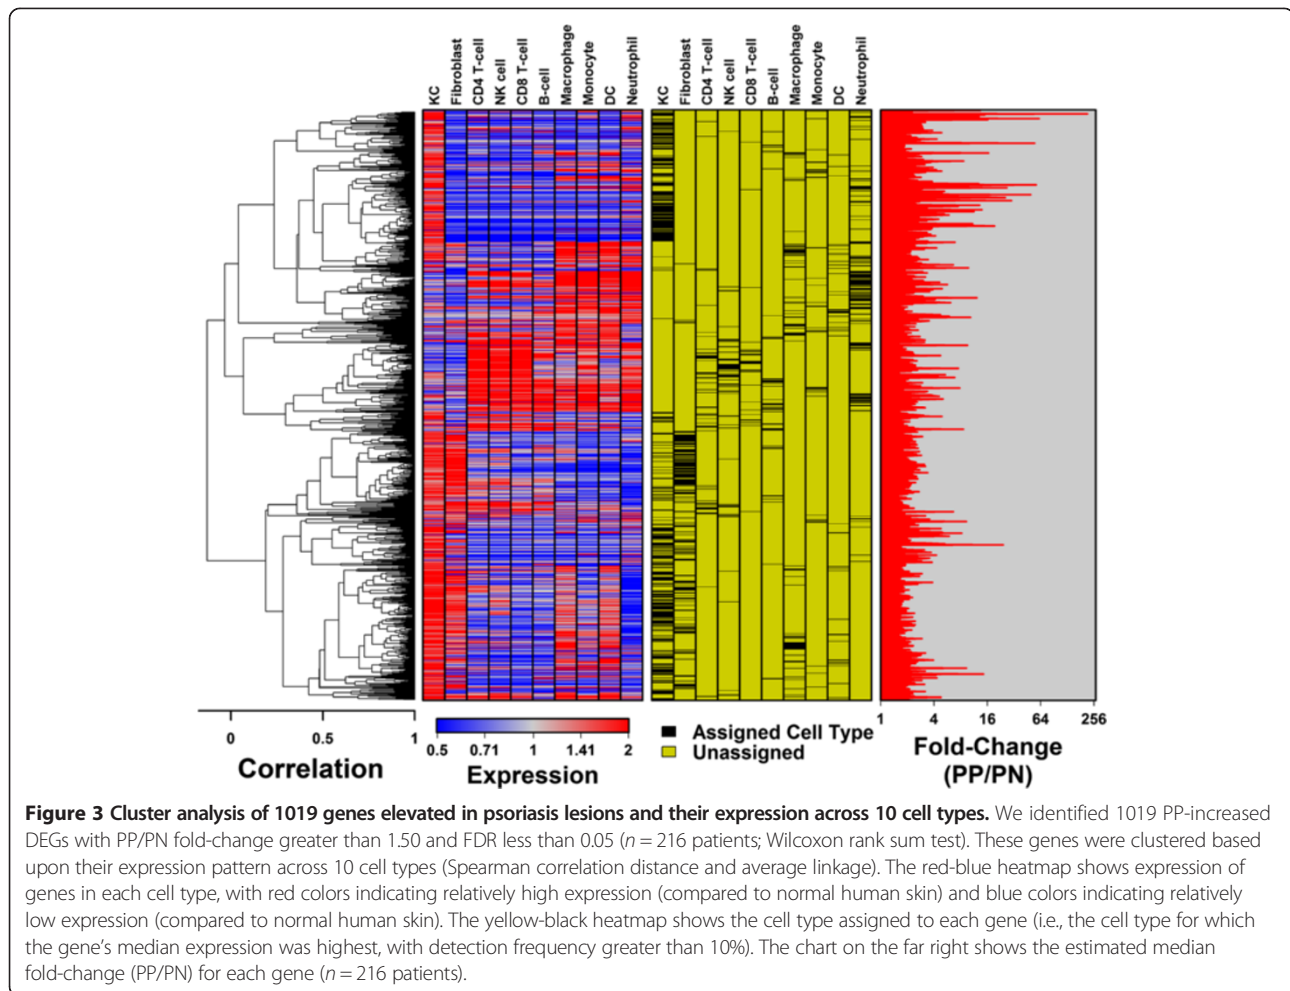 KC
Fibroblast
CD4 T-cell
NK cell
CD8 T-cell
B-cell
Macrophage
Monocyte
DC
Neutrophil
KC
Fibroblast
CD4 T-cell
NK cell
CD8 T-cell
B-cell
Macrophage
Monocyte
DC
Neutrophil
0 0.5 1
Correlation
0.5 0.71 1 1.41 2
Expression
Assigned Cell Type
Unassigned
1 4 16 64 256
Fold-Change
(PP/PN)
Figure 3 Cluster analysis of 1019 genes elevated in psoriasis lesions and their expression across 10 cell types. We identified 1019 PP-increased
DEGs with PP/PN fold-change greater than 1.50 and FDR less than 0.05 (n = 216 patients; Wilcoxon rank sum test). These genes were clustered based
upon their expression pattern across 10 cell types (Spearman correlation distance and average linkage). The red-blue heatmap shows expression of
genes in each cell type, with red colors indicating relatively high expression (compared to normal human skin) and blue colors indicating relatively
low expression (compared to normal human skin). The yellow-black heatmap shows the cell type assigned to each gene (i.e., the cell type for which
the gene's median expression was highest, with detection frequency greater than 10%). The chart on the far right shows the estimated median
fold-change (PP/PN) for each gene (n = 216 patients).